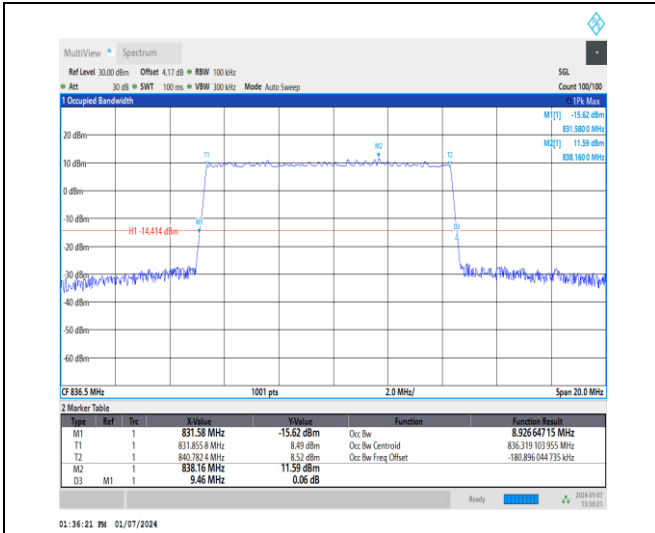 MultiView Spectrum
Ref Level 30.00 dBm Offset 4.17 dB RBW 100 kHz SGL
Att 30 dB SWT 100 ms VBW 300 kHz Mode Auto Sweep Count 100/100
1 Occupied Bandwidth 1Pk Max
M1[1] -15.62 dBm
831.580 0 MHz
M2[1] 11.59 dBm
838.160 0 MHz
20 dBm
M2
T1 T2
10 dBm
0 dBm
-10 dBm
M1 D3
H1 -14.414 dBm
-20 dBm
-30 dBm
-40 dBm
-50 dBm
-60 dBm
CF 836.5 MHz 1001 pts 2.0 MHz/ Span 20.0 MHz
2 Marker Table
Type Ref Trc X-Value Y-Value Function Function Result
M1 1 831.58 MHz -15.62 dBm Occ Bw 8.926 647 15 MHz
T1 1 831.855 8 MHz 8.49 dBm Occ Bw Centroid 836.319 103 955 MHz
T2 1 840.782 4 MHz 8.52 dBm Occ Bw Freq Offset -180.896 044 735 kHz
M2 1 838.16 MHz 11.59 dBm
D3 M1 1 9.46 MHz 0.06 dB
Ready 2024-01-07
13:36:21
01:36:21 PM 01/07/2024